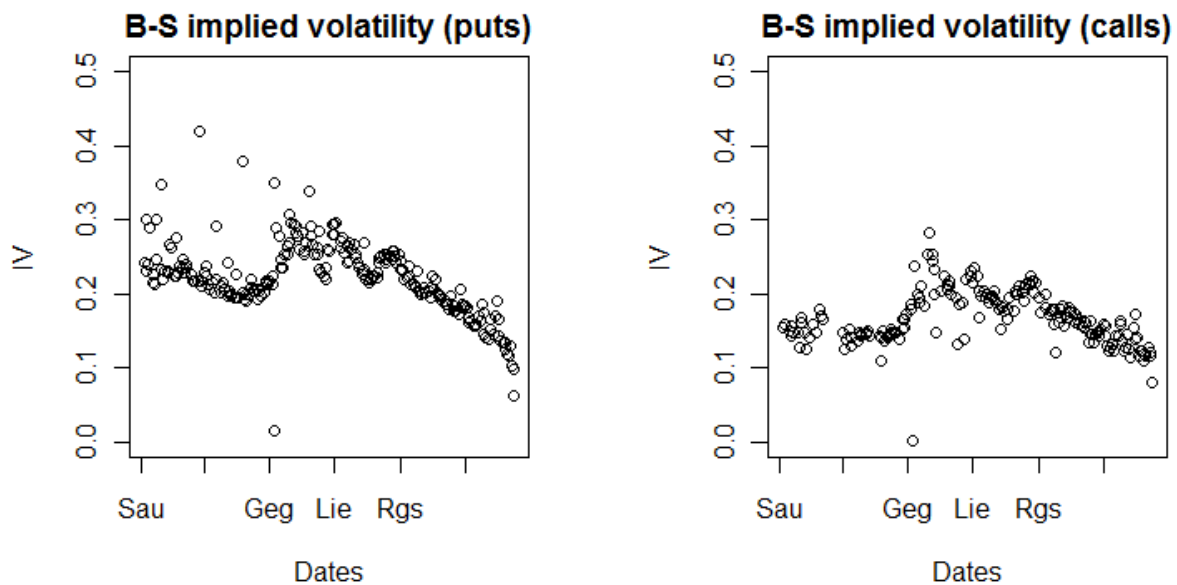 B-S implied volatility (puts)
IV
0.5
0.4
0.3
0.2
0.1
0.0
Sau Geg Lie Rgs
Dates
B-S implied volatility (calls)
IV
0.5
0.4
0.3
0.2
0.1
0.0
Sau Geg Lie Rgs
Dates